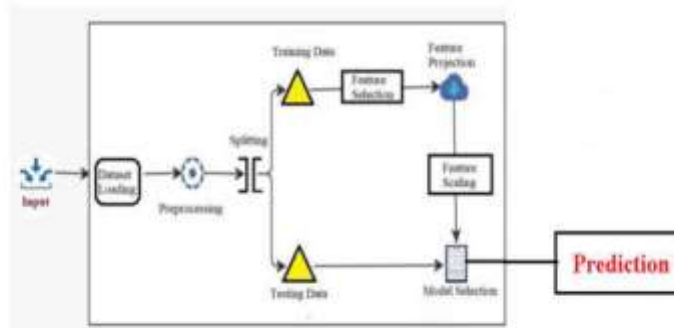 Training Data
Feature
Projection
Feature
Selection
Splitting
Input
Dataset
Loading
Preprocessing
Feature
Scaling
Testing Data
Model Selection
Prediction